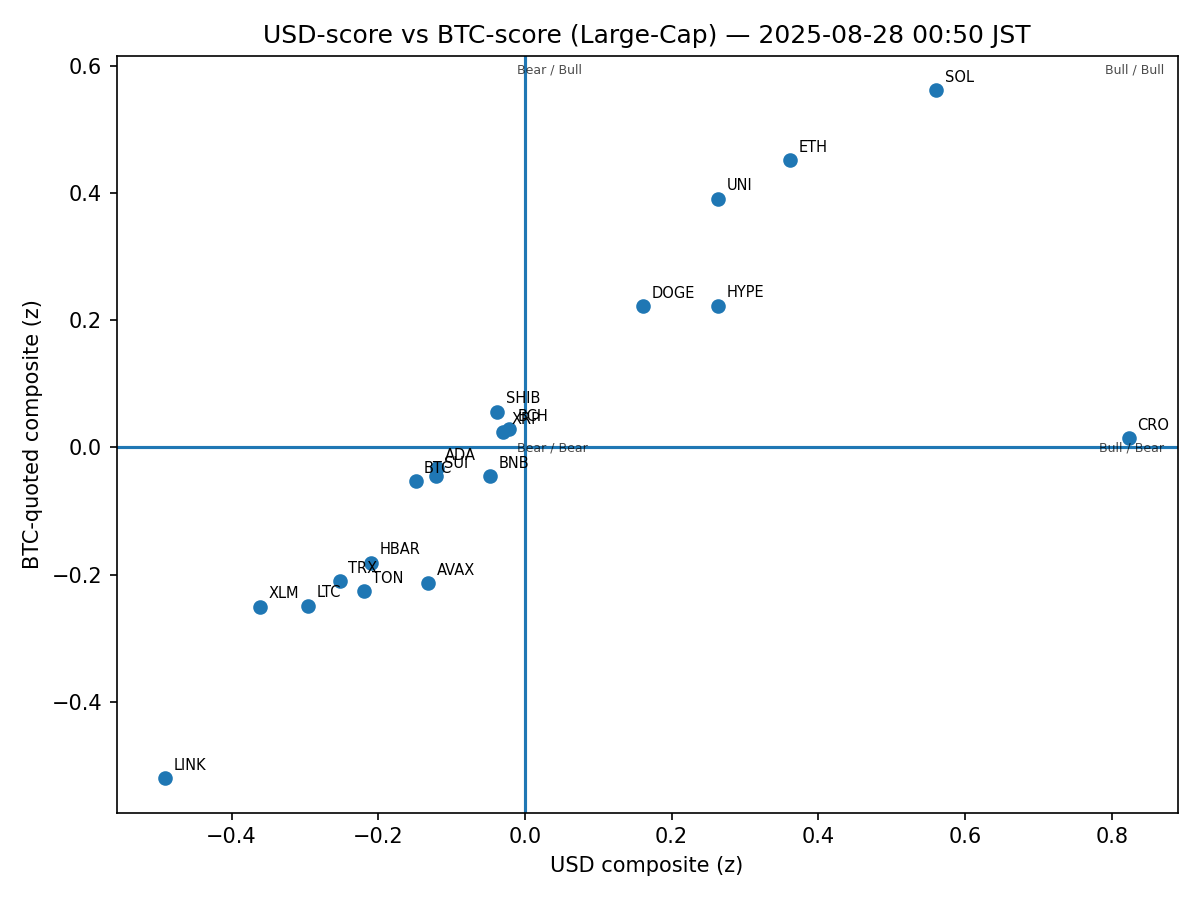 USD-score vs BTC-score (Large-Cap) — 2025-08-28 00:50 JST
BTC-quoted composite (z)
0.6
0.4
0.2
0.0
−0.2
−0.4
Bear / Bull
Bull / Bull
SOL
ETH
UNI
DOGE
HYPE
SHIB
BCH
XRP
CRO
Bear / Bear
Bull / Bear
ADA
SUI
BTC
BNB
HBAR
TRX
TON
AVAX
XLM
LTC
LINK
−0.4
−0.2
0.0
0.2
0.4
0.6
0.8
USD composite (z)